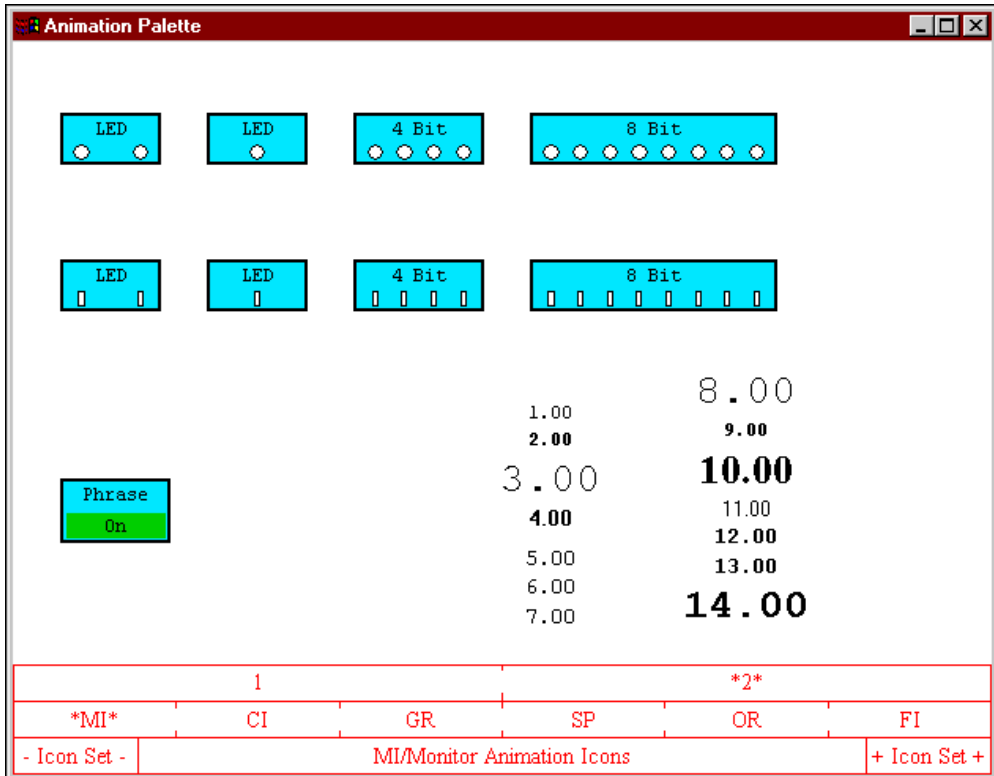 Animation Palette
LED LED 4 Bit 8 Bit
LED LED 4 Bit 8 Bit
Phrase
On
1.00
2.00
3.00
4.00
5.00
6.00
7.00
8.00
9.00
10.00
11.00
12.00
13.00
14.00
1 *2*
*MI* CI GR SP OR FI
- Icon Set - MI/Monitor Animation Icons + Icon Set +